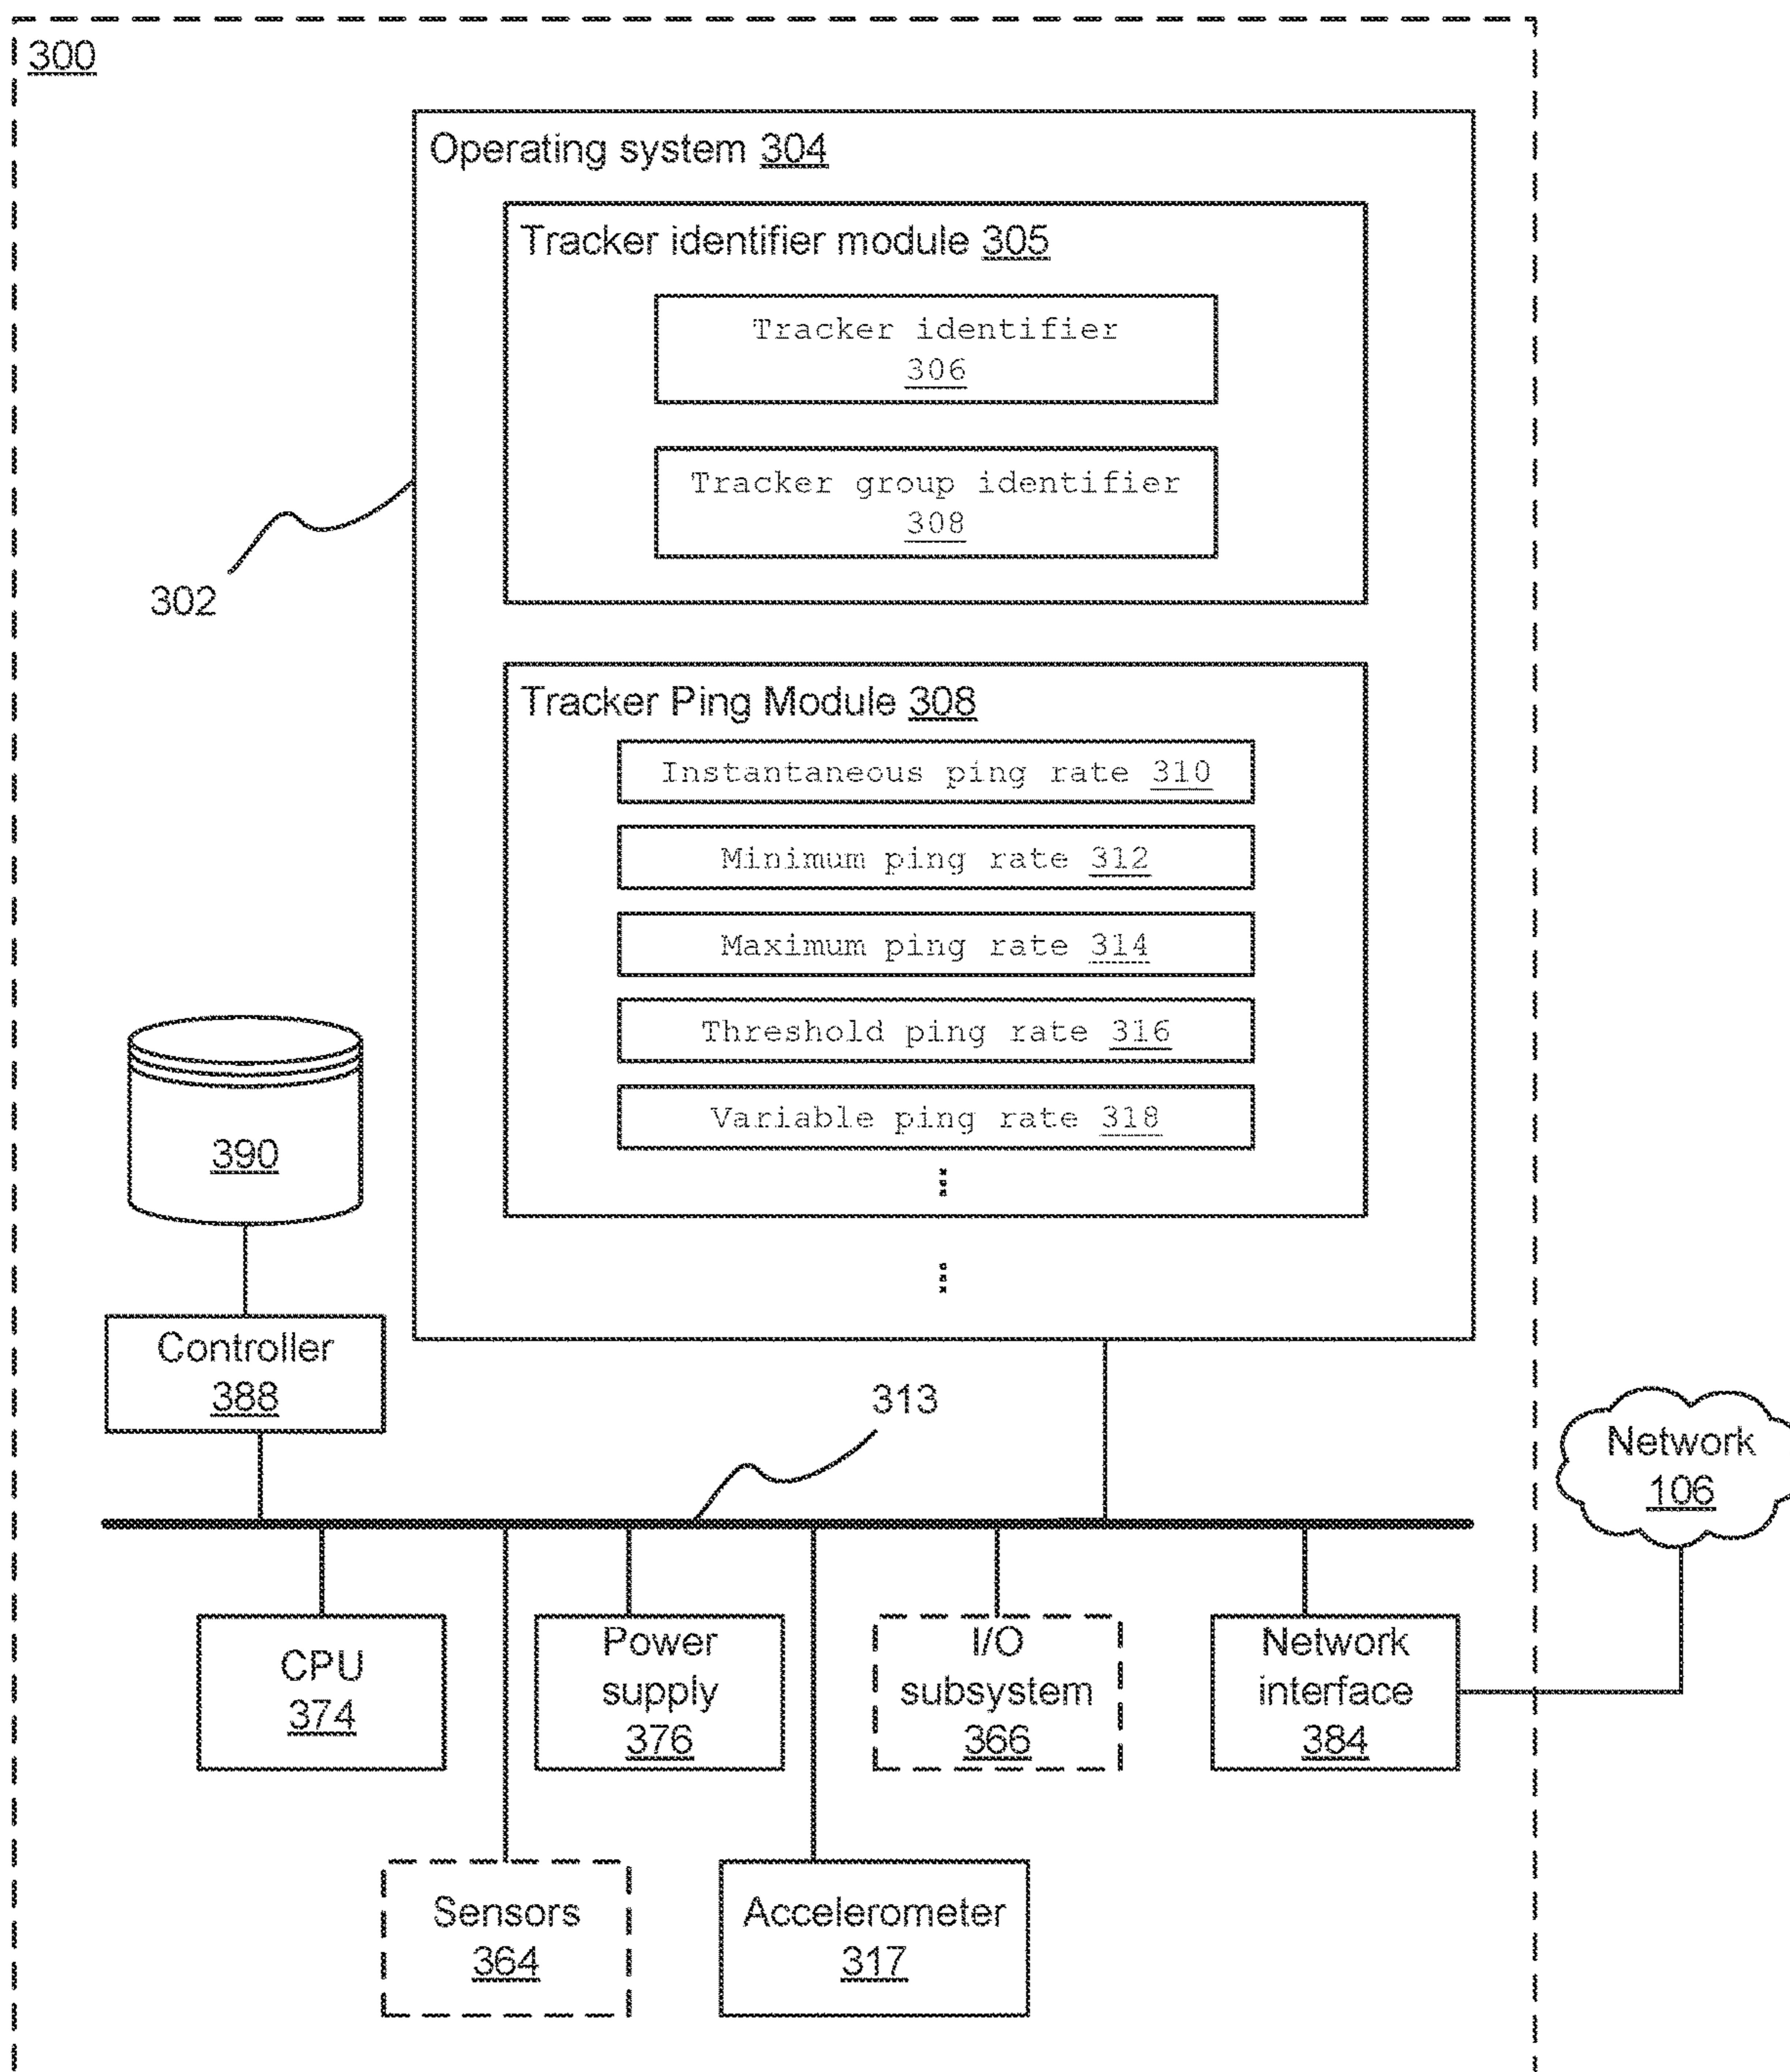 300
Operating system 304
Tracker identifier module 305
Tracker identifier
306
Tracker group identifier
308
302
Tracker Ping Module 308
Instantaneous ping rate 310
Minimum ping rate 312
Maximum ping rate 314
Threshold ping rate 316
Variable ping rate 318
...
...
390
Controller
388
313
Network
106
CPU
374
Power
supply
376
I/O
subsystem
366
Network
interface
384
Sensors
364
Accelerometer
317